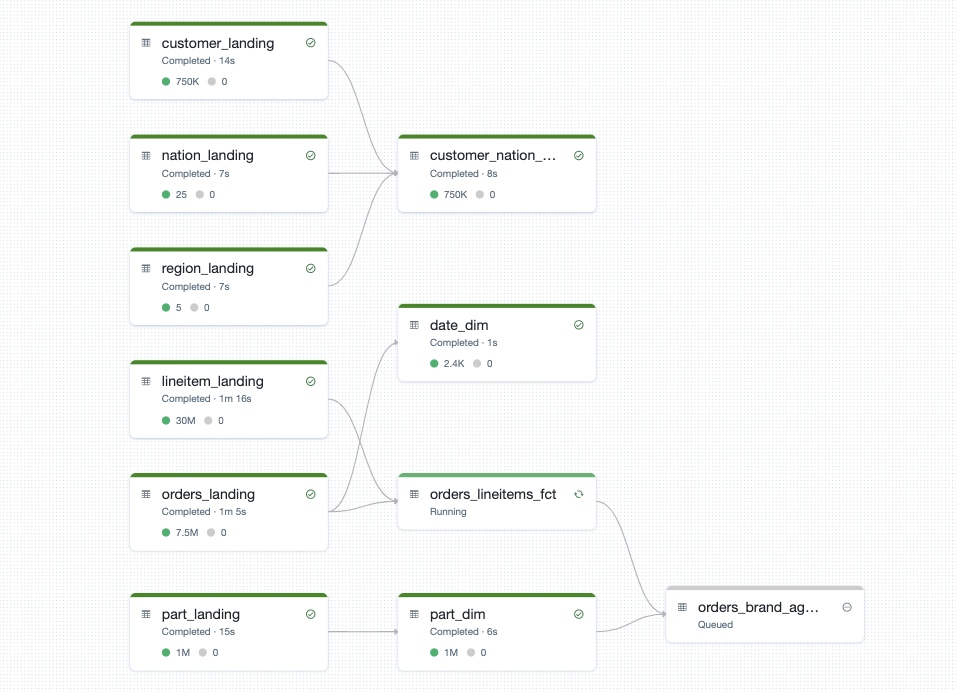 customer_landing
Completed · 14s
750K 0
nation_landing
Completed · 7s
25 0
customer_nation_...
Completed · 8s
750K 0
region_landing
Completed · 7s
5 0
date_dim
Completed · 1s
2.4K 0
lineitem_landing
Completed · 1m 16s
30M 0
orders_landing
Completed · 1m 5s
7.5M 0
orders_lineitems_fct
Running
part_landing
Completed · 15s
1M 0
part_dim
Completed · 6s
1M 0
orders_brand_ag...
Queued